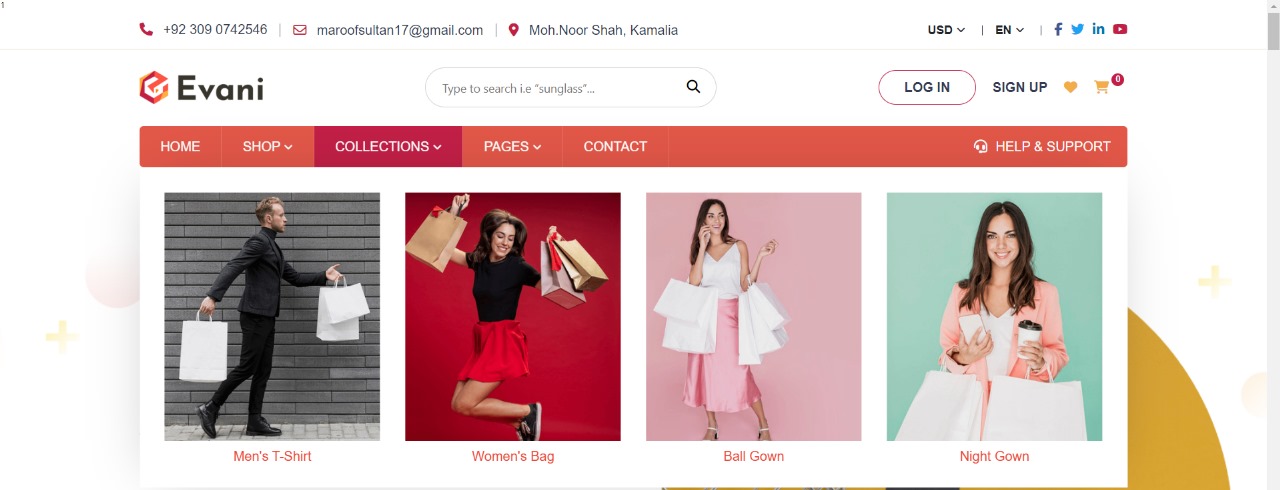 1
+92 309 0742546 | maroofsultan17@gmail.com | Moh.Noor Shah, Kamalia USD | EN |
Evani Type to search i.e “sunglass”... LOG IN SIGN UP 0
HOME SHOP COLLECTIONS PAGES CONTACT HELP & SUPPORT
Men's T-Shirt Women's Bag Ball Gown Night Gown